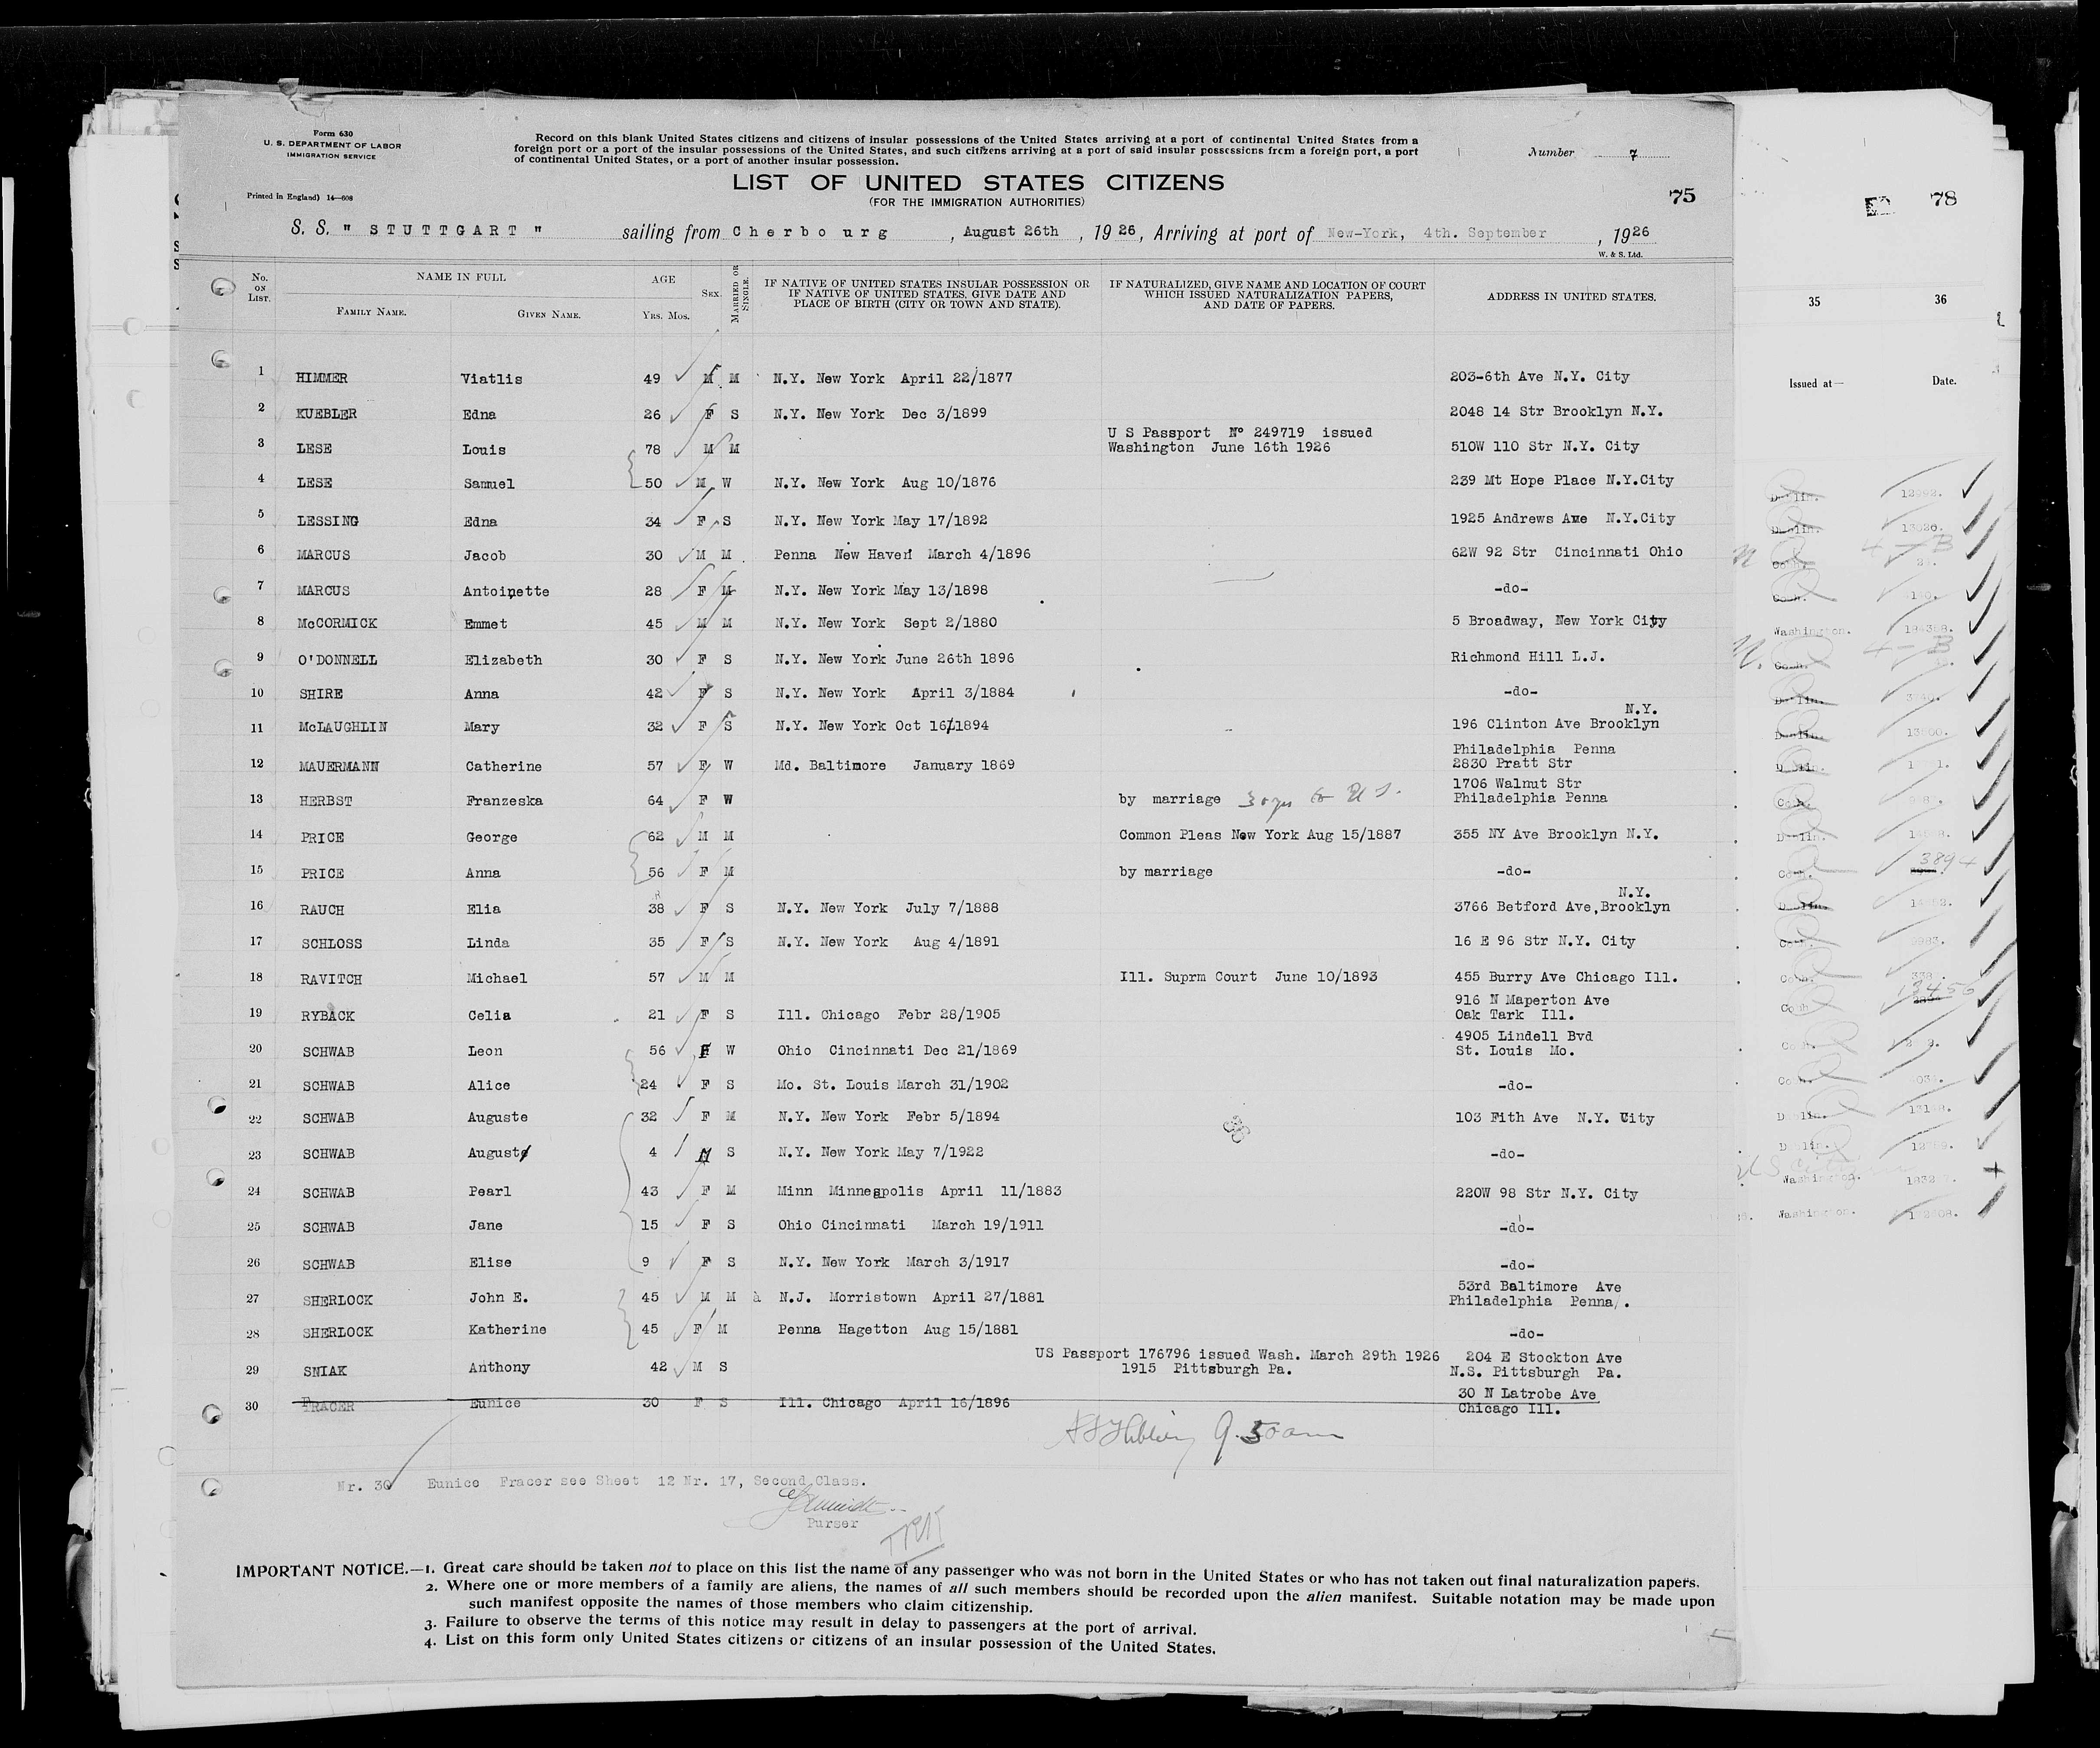 Form 630
U. S. DEPARTMENT OF LABOR
IMMIGRATION SERVICE
Printed in England) 14—608
Record on this blank United States citizens and citizens of insular possessions of the United States arriving at a port of continental United States from a
foreign port or a port of the insular possessions of the United States, and such citizens arriving at a port of said insular possessions from a foreign port, a port
of continental United States, or a port of another insular possession.
Number 7
LIST OF UNITED STATES CITIZENS
(FOR THE IMMIGRATION AUTHORITIES)
75
78
S. S. " STUTTGART " sailing from Cherbourg, August 26th, 1926, Arriving at port of New-York, 4th. September, 1926
W. & S. Ltd.
No. ON LIST. NAME IN FULL AGE SEX. MARRIED OR SINGLE. IF NATIVE OF UNITED STATES INSULAR POSSESSION OR IF NATIVE OF UNITED STATES, GIVE DATE AND PLACE OF BIRTH (CITY OR TOWN AND STATE). IF NATURALIZED, GIVE NAME AND LOCATION OF COURT WHICH ISSUED NATURALIZATION PAPERS, AND DATE OF PAPERS. ADDRESS IN UNITED STATES.
FAMILY NAME. GIVEN NAME. YRS. MOS.
35 36
Issued at— Date.
1 HIMMER Viatlis 49 M M N.Y. New York April 22/1877 203-6th Ave N.Y. City
2 KUEBLER Edna 26 F S N.Y. New York Dec 3/1899 2048 14 Str Brooklyn N.Y.
3 LESE Louis 78 M M U S Passport No 249719 issued Washington June 16th 1926 510W 110 Str N.Y. City
4 LESE Samuel 50 M W N.Y. New York Aug 10/1876 239 Mt Hope Place N.Y.City
5 LESSING Edna 34 F S N.Y. New York May 17/1892 1925 Andrews Ave N.Y.City
6 MARCUS Jacob 30 M M Penna New Haven March 4/1896 62W 92 Str Cincinnati Ohio
7 MARCUS Antoinette 28 F M N.Y. New York May 13/1898 -do-
8 McCORMICK Emmet 45 M M N.Y. New York Sept 2/1880 5 Broadway, New York City
9 O'DONNELL Elizabeth 30 F S N.Y. New York June 26th 1896 Richmond Hill L.J.
10 SHIRE Anna 42 F S N.Y. New York April 3/1884 -do-
11 McLAUGHLIN Mary 32 F S N.Y. New York Oct 16/1894 196 Clinton Ave Brooklyn N.Y.
12 MAUERMANN Catherine 57 F W Md. Baltimore January 1869 Philadelphia Penna 2830 Pratt Str
13 HERBST Franzeska 64 F W by marriage 30 yrs to U S. 1706 Walnut Str Philadelphia Penna
14 PRICE George 62 M M Common Pleas New York Aug 15/1887 355 NY Ave Brooklyn N.Y.
15 PRICE Anna 56 F M by marriage -do-
16 RAUCH Elia 38 F S N.Y. New York July 7/1888 3766 Betford Ave, Brooklyn N.Y.
17 SCHLOSS Linda 35 F S N.Y. New York Aug 4/1891 16 E 96 Str N.Y. City
18 RAVITCH Michael 57 M M Ill. Suprm Court June 10/1893 455 Burry Ave Chicago Ill.
19 RYBACK Celia 21 F S Ill. Chicago Febr 28/1905 916 N Maperton Ave Oak Tark Ill.
20 SCHWAB Leon 56 W Ohio Cincinnati Dec 21/1869 4905 Lindell Bvd St. Louis Mo.
21 SCHWAB Alice 24 F S Mo. St. Louis March 31/1902 -do-
22 SCHWAB Auguste 32 F M N.Y. New York Febr 5/1894 103 Fith Ave N.Y. City
23 SCHWAB August 4 M S N.Y. New York May 7/1922 -do-
24 SCHWAB Pearl 43 F M Minn Minneapolis April 11/1883 220W 98 Str N.Y. City
25 SCHWAB Jane 15 F S Ohio Cincinnati March 19/1911 -do-
26 SCHWAB Elise 9 F S N.Y. New York March 3/1917 -do-
27 SHERLOCK John E. 45 M M à N.J. Morristown April 27/1881 53rd Baltimore Ave Philadelphia Penna.
28 SHERLOCK Katherine 45 F M Penna Hagetton Aug 15/1881 -do-
29 SNIAK Anthony 42 M S US Passport 176796 issued Wash. March 29th 1926 1915 Pittsburgh Pa. 204 E Stockton Ave N.S. Pittsburgh Pa.
30 FRACER Eunice 30 F S Ill. Chicago April 16/1896 30 N Latrobe Ave Chicago Ill.
9.50am
Nr. 30 Eunice Fracer see Sheet 12 Nr. 17, Second Class.
Purser
IMPORTANT NOTICE.—1. Great care should be taken not to place on this list the name of any passenger who was not born in the United States or who has not taken out final naturalization papers.
2. Where one or more members of a family are aliens, the names of all such members should be recorded upon the alien manifest. Suitable notation may be made upon
such manifest opposite the names of those members who claim citizenship.
3. Failure to observe the terms of this notice may result in delay to passengers at the port of arrival.
4. List on this form only United States citizens or citizens of an insular possession of the United States.
Washington.
3894
13456
Washington.
Washington.